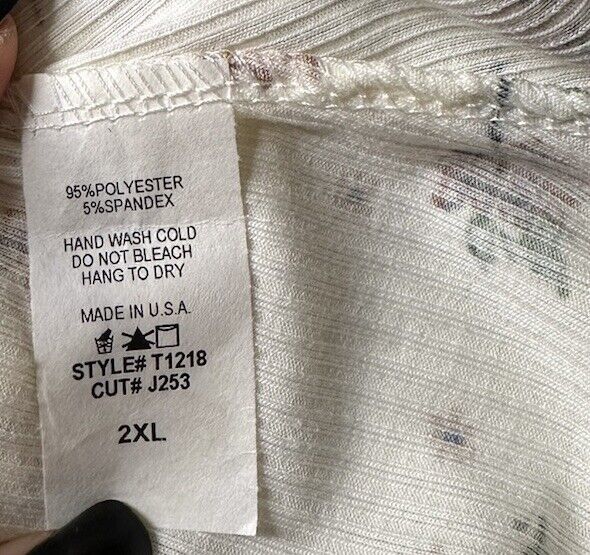 95%POLYESTER
5%SPANDEX
HAND WASH COLD
DO NOT BLEACH
HANG TO DRY
MADE IN U.S.A.
STYLE# T1218
CUT# J253
2XL